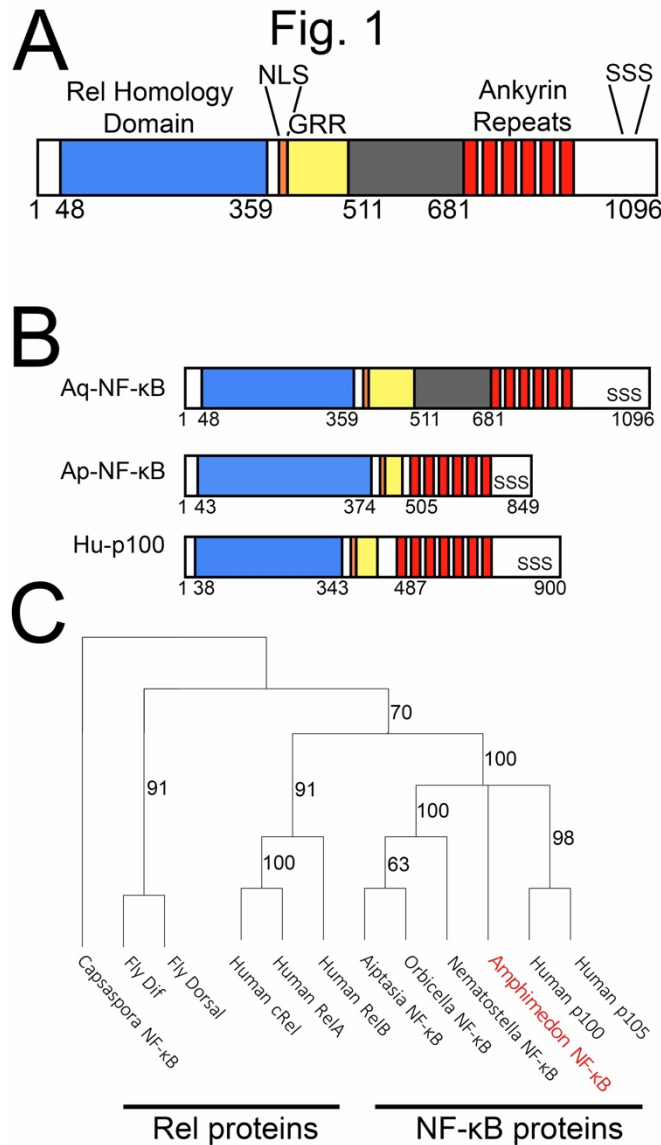 A
Fig. 1
NLS
SSS
Rel Homology
Domain
GRR
Ankyrin
Repeats
1 48 359 511 681 1096
B
Aq-NF-κB
SSS
1 48 359 511 681 1096
Ap-NF-κB
SSS
1 43 374 505 849
Hu-p100
SSS
1 38 343 487 900
C
70
100
91
91
100
98
100
63
Capsaspora NF-κB
Fly Dif
Fly Dorsal
Human cRel
Human RelA
Human RelB
Aiptasia NF-κB
Orbicella NF-κB
Nematostella NF-κB
Amphimedon NF-κB
Human p100
Human p105
Rel proteins
NF-κB proteins